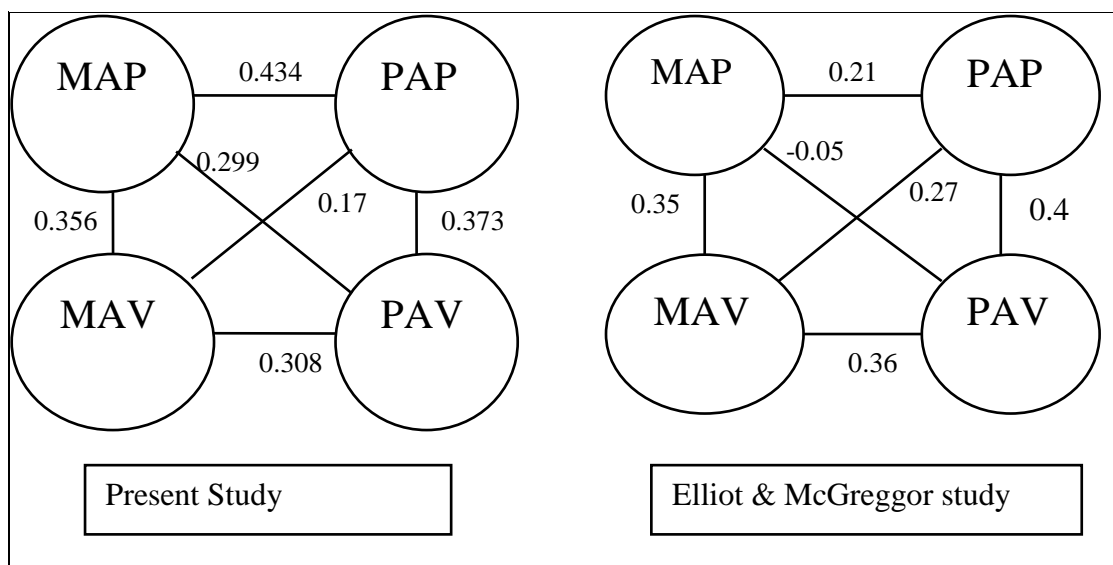 MAP 0.434 PAP
0.299
0.17
0.356 0.373
MAV PAV
0.308
Present Study
MAP 0.21 PAP
-0.05
0.27
0.35 0.4
MAV PAV
0.36
Elliot & McGreggor study